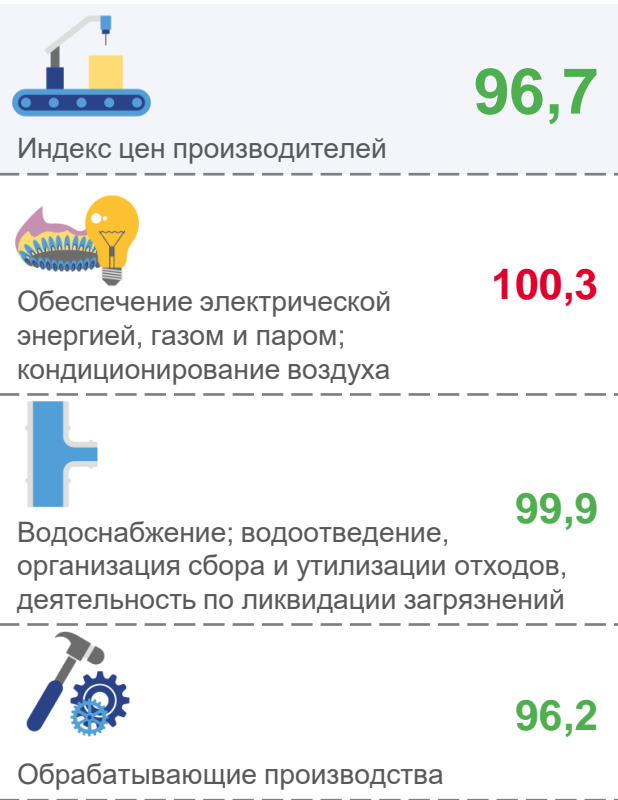 96,7
Индекс цен производителей
100,3
Обеспечение электрической
энергией, газом и паром;
кондиционирование воздуха
99,9
Водоснабжение; водоотведение,
организация сбора и утилизации отходов,
деятельность по ликвидации загрязнений
96,2
Обрабатывающие производства